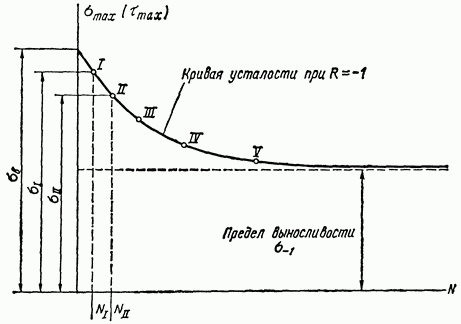 σmax (τmax)
I
II
Кривая усталости при R=-1
III
IV
V
σв
σI
σII
Предел выносливости
σ-1
N
NI
NII